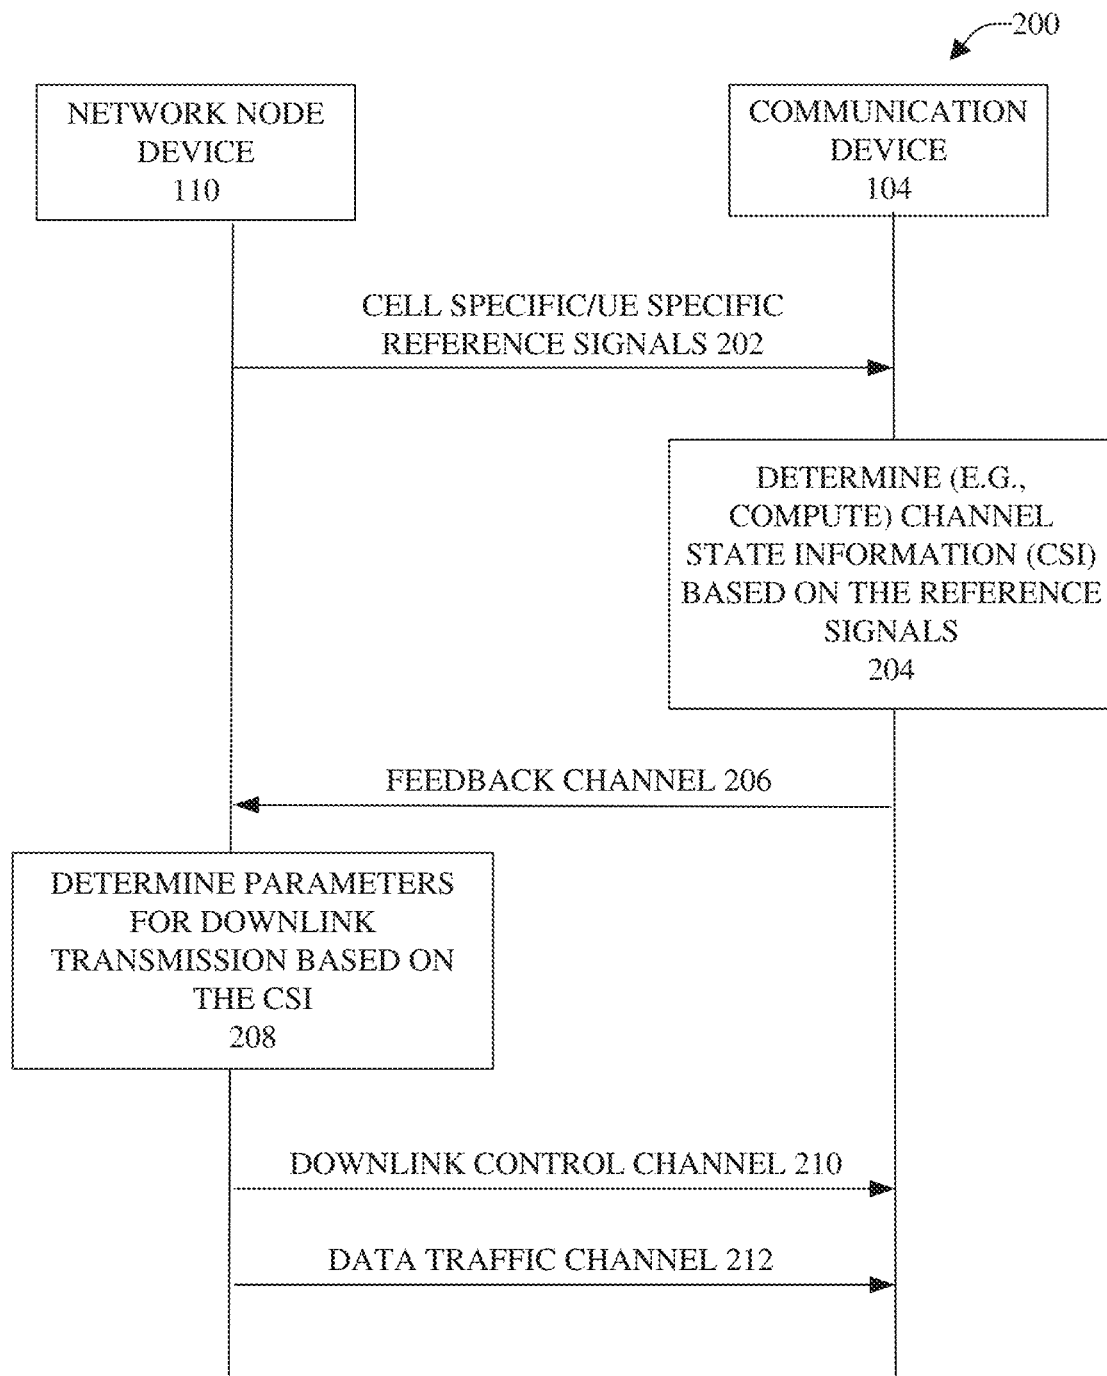 200
NETWORK NODE
DEVICE
110
COMMUNICATION
DEVICE
104
CELL SPECIFIC/UE SPECIFIC
REFERENCE SIGNALS 202
DETERMINE (E.G.,
COMPUTE) CHANNEL
STATE INFORMATION (CSI)
BASED ON THE REFERENCE
SIGNALS
204
FEEDBACK CHANNEL 206
DETERMINE PARAMETERS
FOR DOWNLINK
TRANSMISSION BASED ON
THE CSI
208
DOWNLINK CONTROL CHANNEL 210
DATA TRAFFIC CHANNEL 212